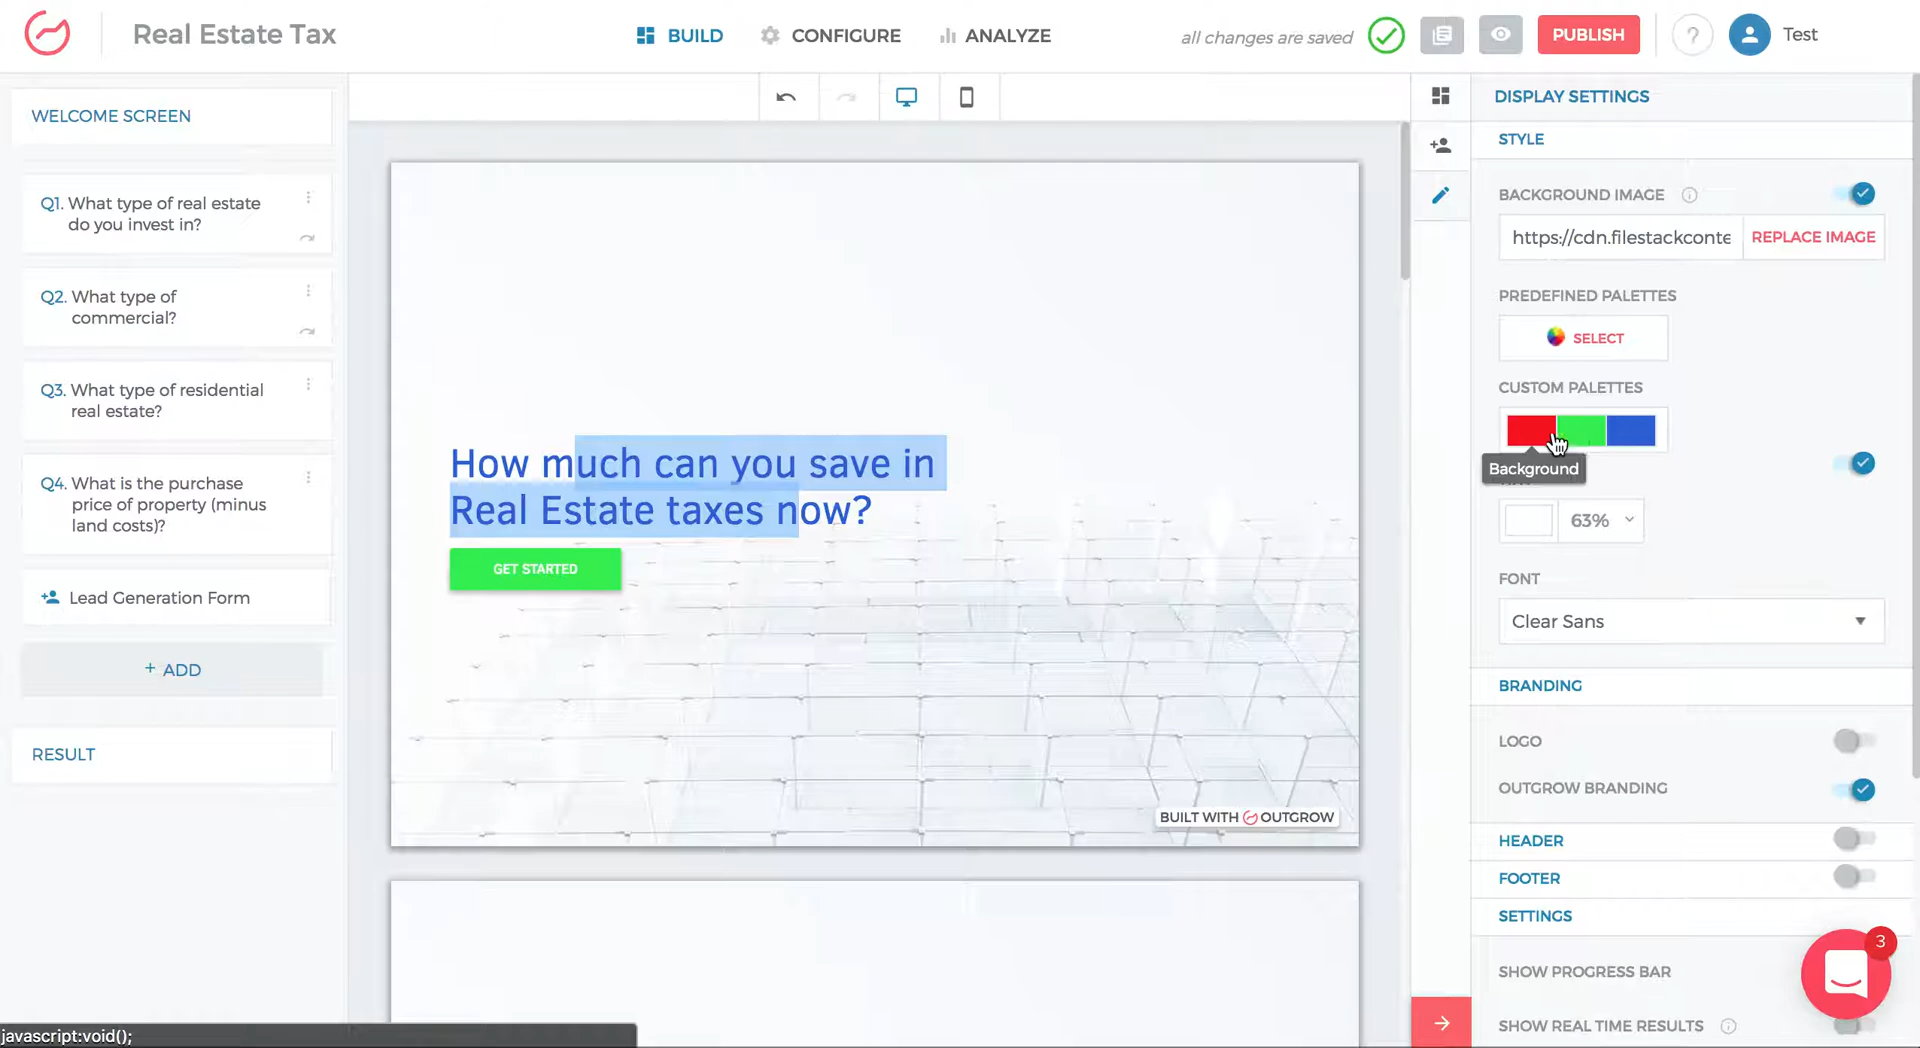 Real Estate Tax
BUILD
CONFIGURE
ANALYZE
all changes are saved
PUBLISH
?
Test
WELCOME SCREEN
Q1. What type of real estate
do you invest in?
Q2. What type of
commercial?
Q3. What type of residential
real estate?
Q4. What is the purchase
price of property (minus
land costs)?
Lead Generation Form
+ ADD
RESULT
How much can you save in
Real Estate taxes now?
GET STARTED
BUILT WITH OUTGROW
DISPLAY SETTINGS
STYLE
BACKGROUND IMAGE
https://cdn.filestackconte
REPLACE IMAGE
PREDEFINED PALETTES
SELECT
CUSTOM PALETTES
Background
63%
FONT
Clear Sans
BRANDING
LOGO
OUTGROW BRANDING
HEADER
FOOTER
SETTINGS
SHOW PROGRESS BAR
SHOW REAL TIME RESULTS
3
javascript:void();